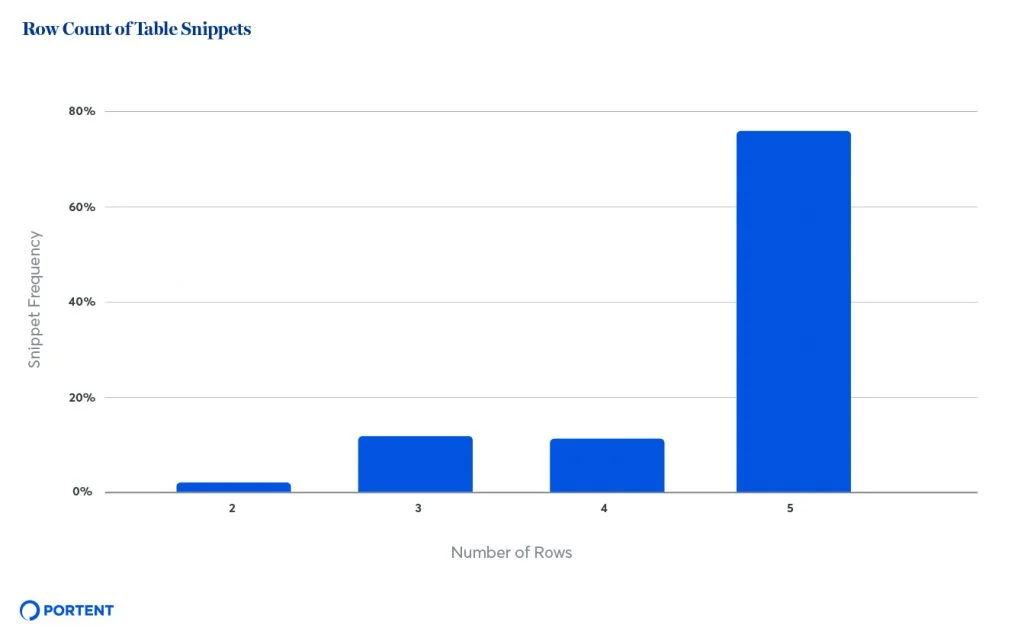 Row Count of Table Snippets
80%
60%
40%
20%
0%
Snippet Frequency
2 3 4 5
Number of Rows
PORTENT